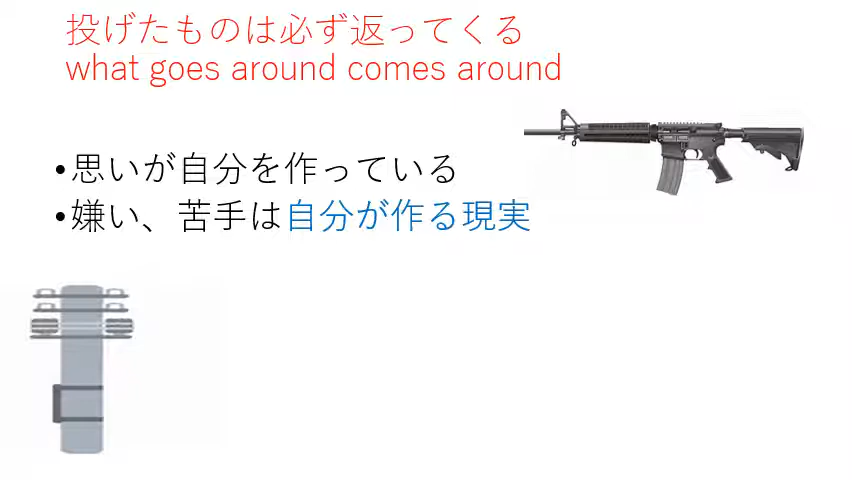 投げたものは必ず返ってくる
what goes around comes around
•思いが自分を作っている
•嫌い、苦手は自分が作る現実